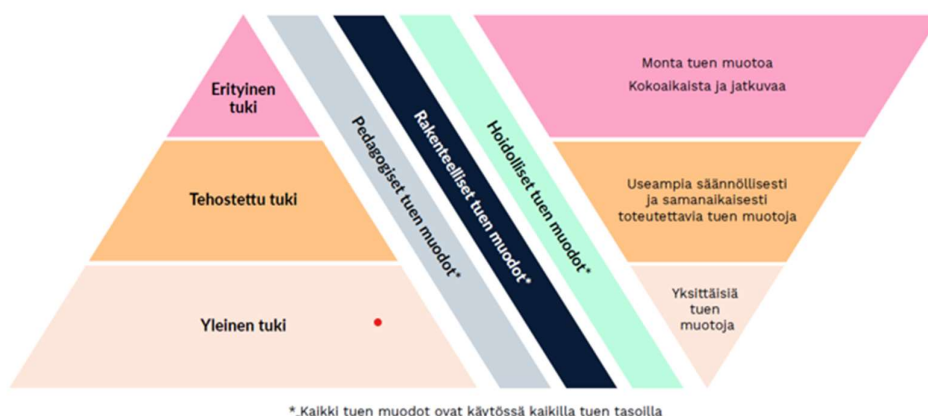 Erityinen
tuki
Tehostettu tuki
Yleinen tuki
Pedagogiset tuen muodot*
Rakenteelliset tuen muodot*
Hoidolliset tuen muodot*
Monta tuen muotoa
Kokoaikaista ja jatkuvaa
Useampia säännöllisesti
ja samanaikaisesti
toteutettavia tuen muotoja
Yksittäisiä
tuen
muotoja
* Kaikki tuen muodot ovat käytössä kaikilla tuen tasoilla